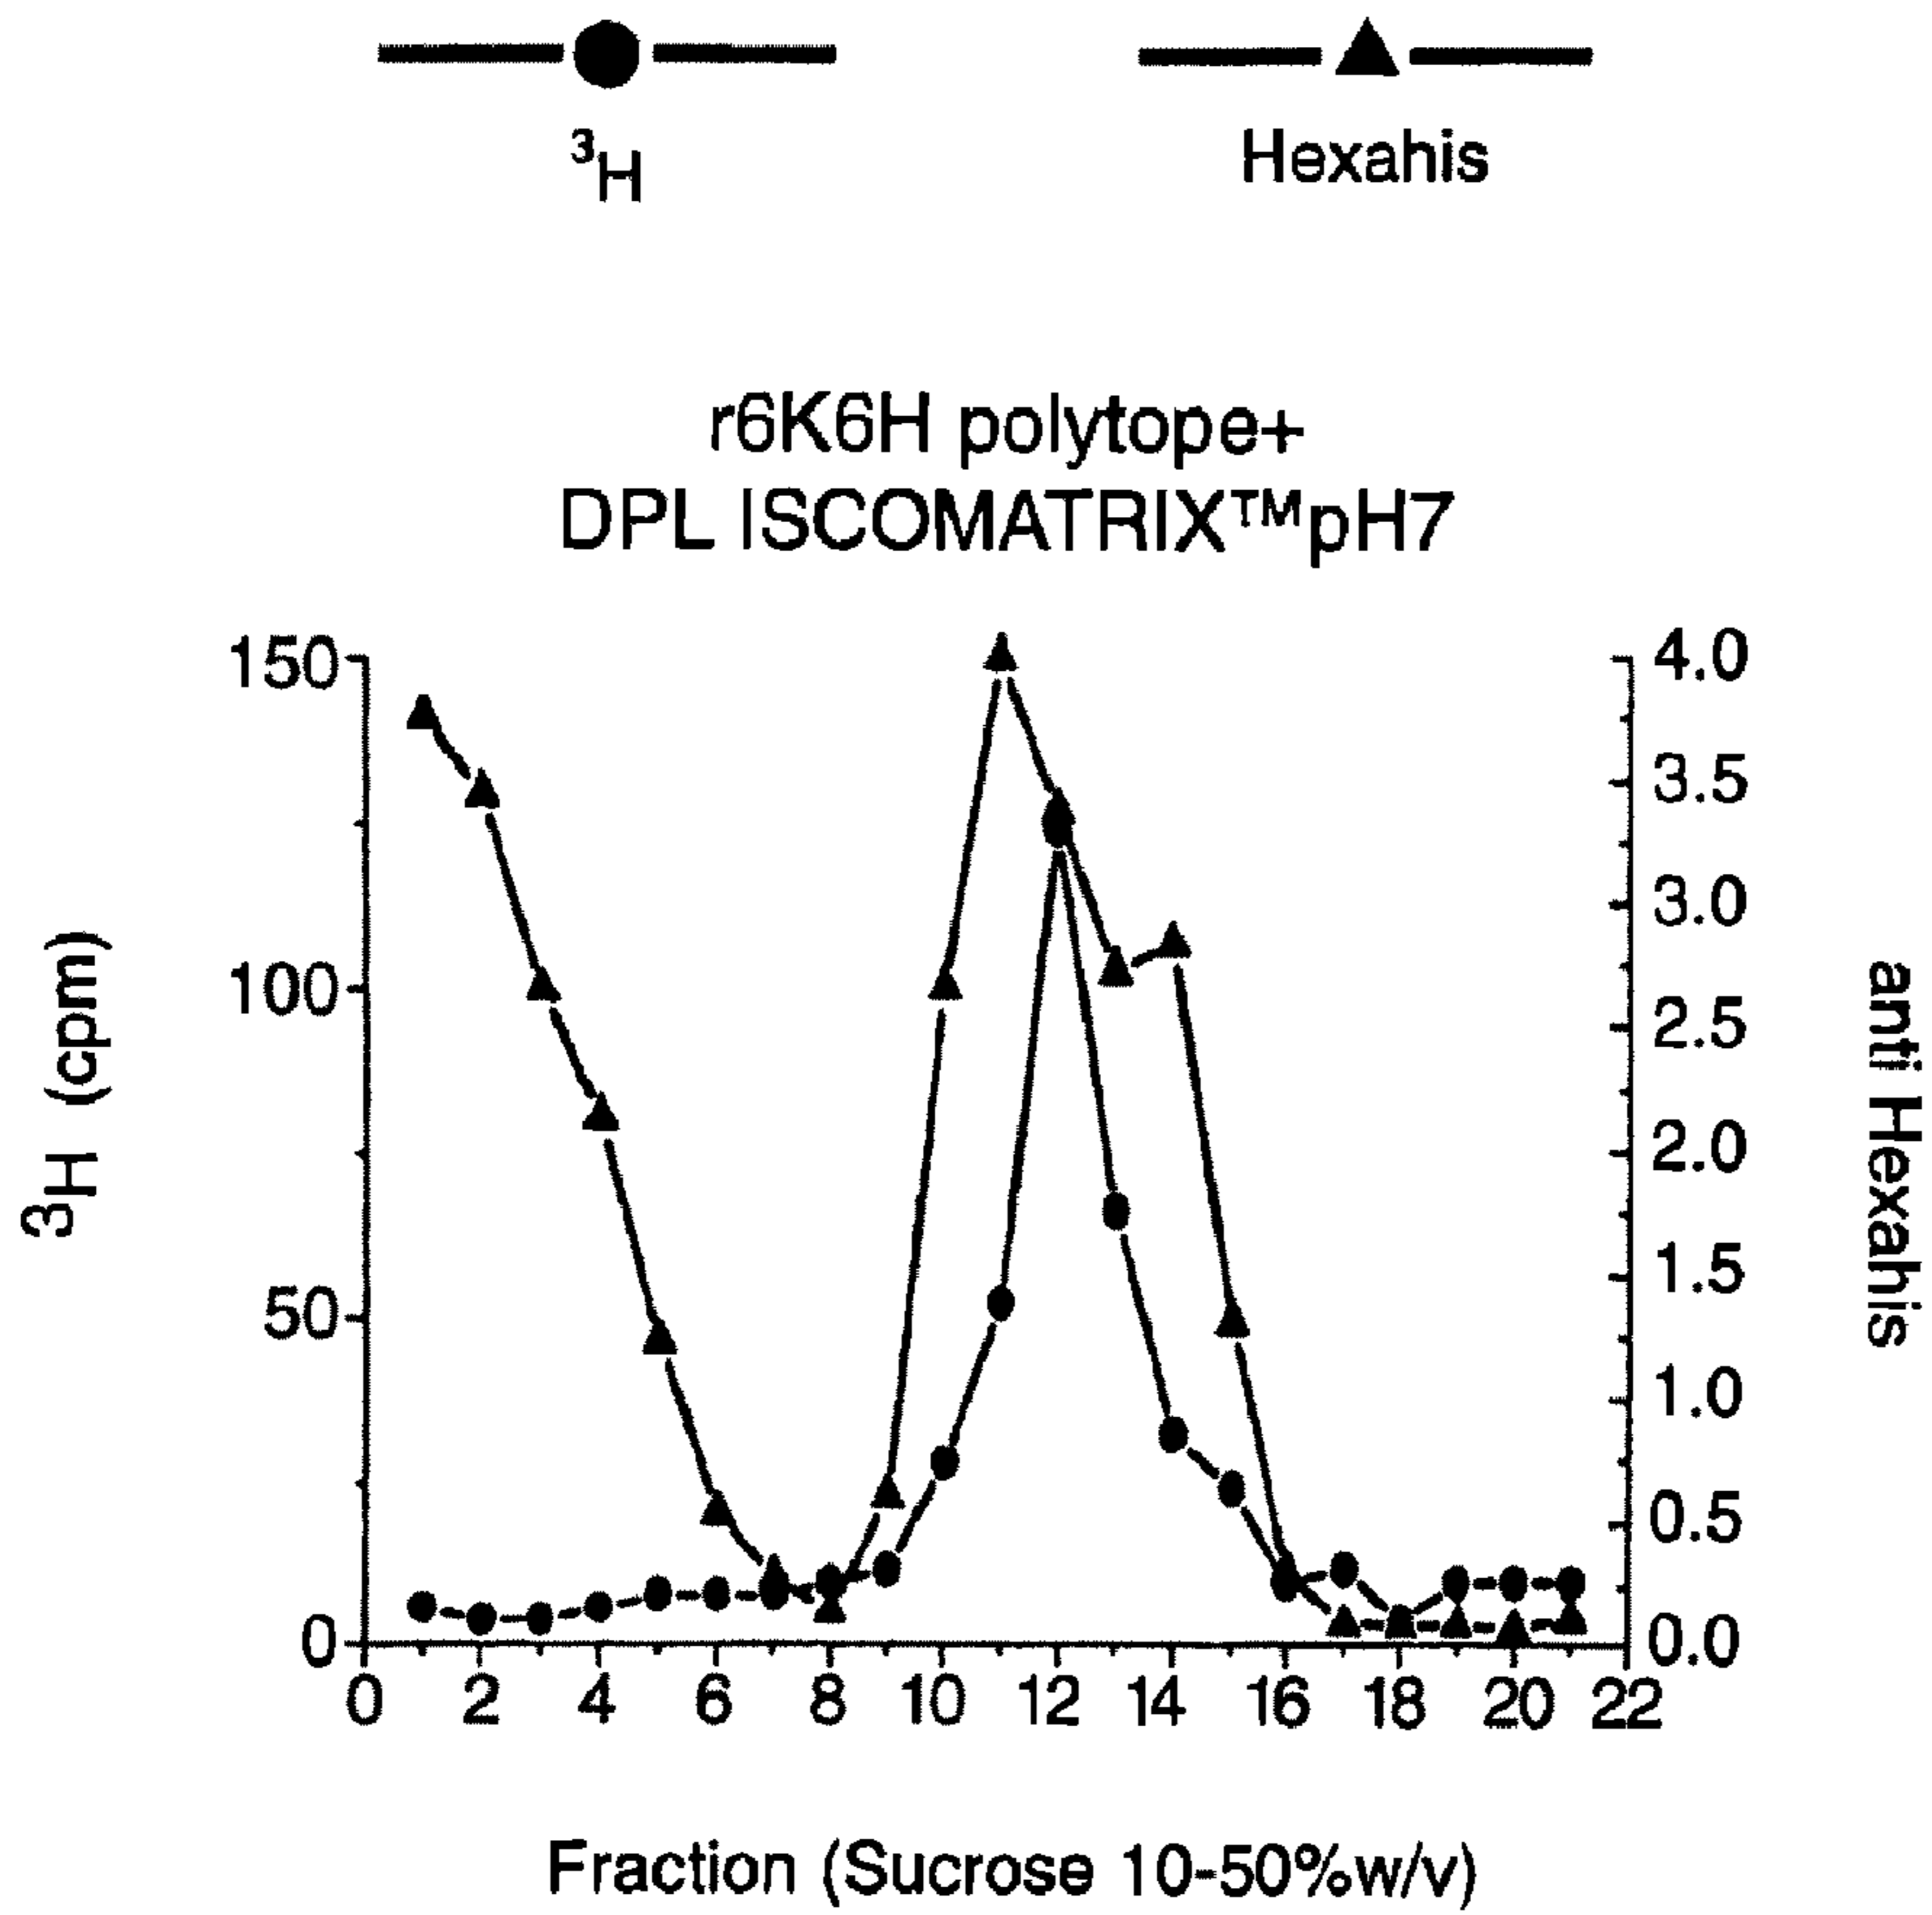 ³H
Hexahis
r6K6H polytope+
DPL ISCOMATRIX™pH7
150
100
50
0
³H (cpm)
4.0
3.5
3.0
2.5
2.0
1.5
1.0
0.5
0.0
anti Hexahis
0 2 4 6 8 10 12 14 16 18 20 22
Fraction (Sucrose 10-50%w/v)